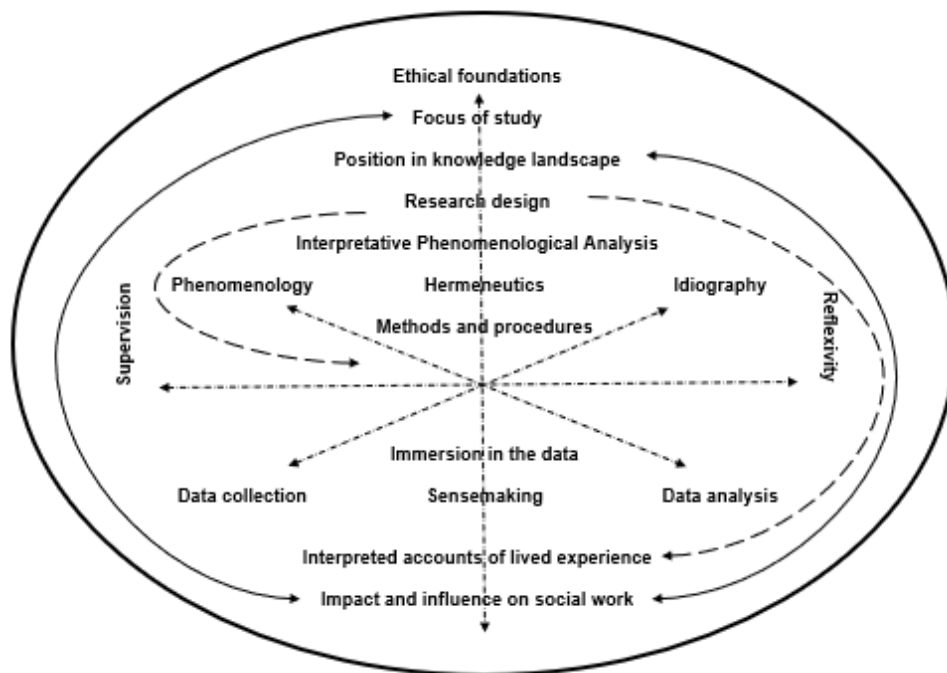 Ethical foundations
Focus of study
Position in knowledge landscape
Research design
Interpretative Phenomenological Analysis
Phenomenology
Hermeneutics
Idiography
Methods and procedures
Supervision
Reflexivity
Immersion in the data
Data collection
Sensemaking
Data analysis
Interpreted accounts of lived experience
Impact and influence on social work